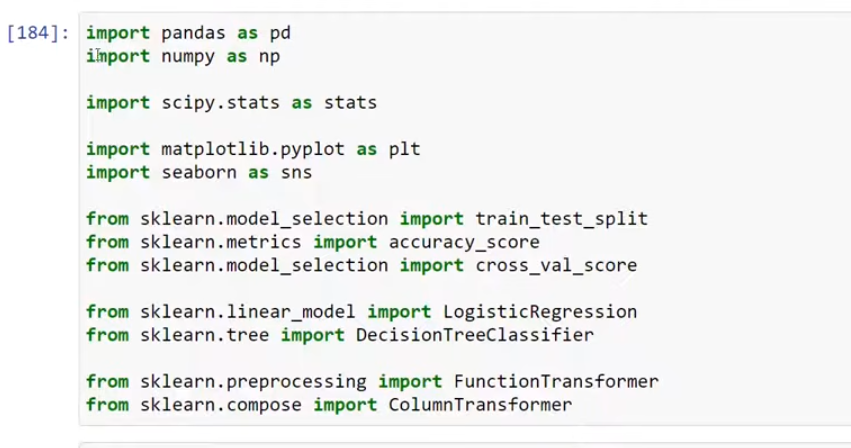 [184]: import pandas as pd
import numpy as np
import scipy.stats as stats
import matplotlib.pyplot as plt
import seaborn as sns
from sklearn.model_selection import train_test_split
from sklearn.metrics import accuracy_score
from sklearn.model_selection import cross_val_score
from sklearn.linear_model import LogisticRegression
from sklearn.tree import DecisionTreeClassifier
from sklearn.preprocessing import FunctionTransformer
from sklearn.compose import ColumnTransformer